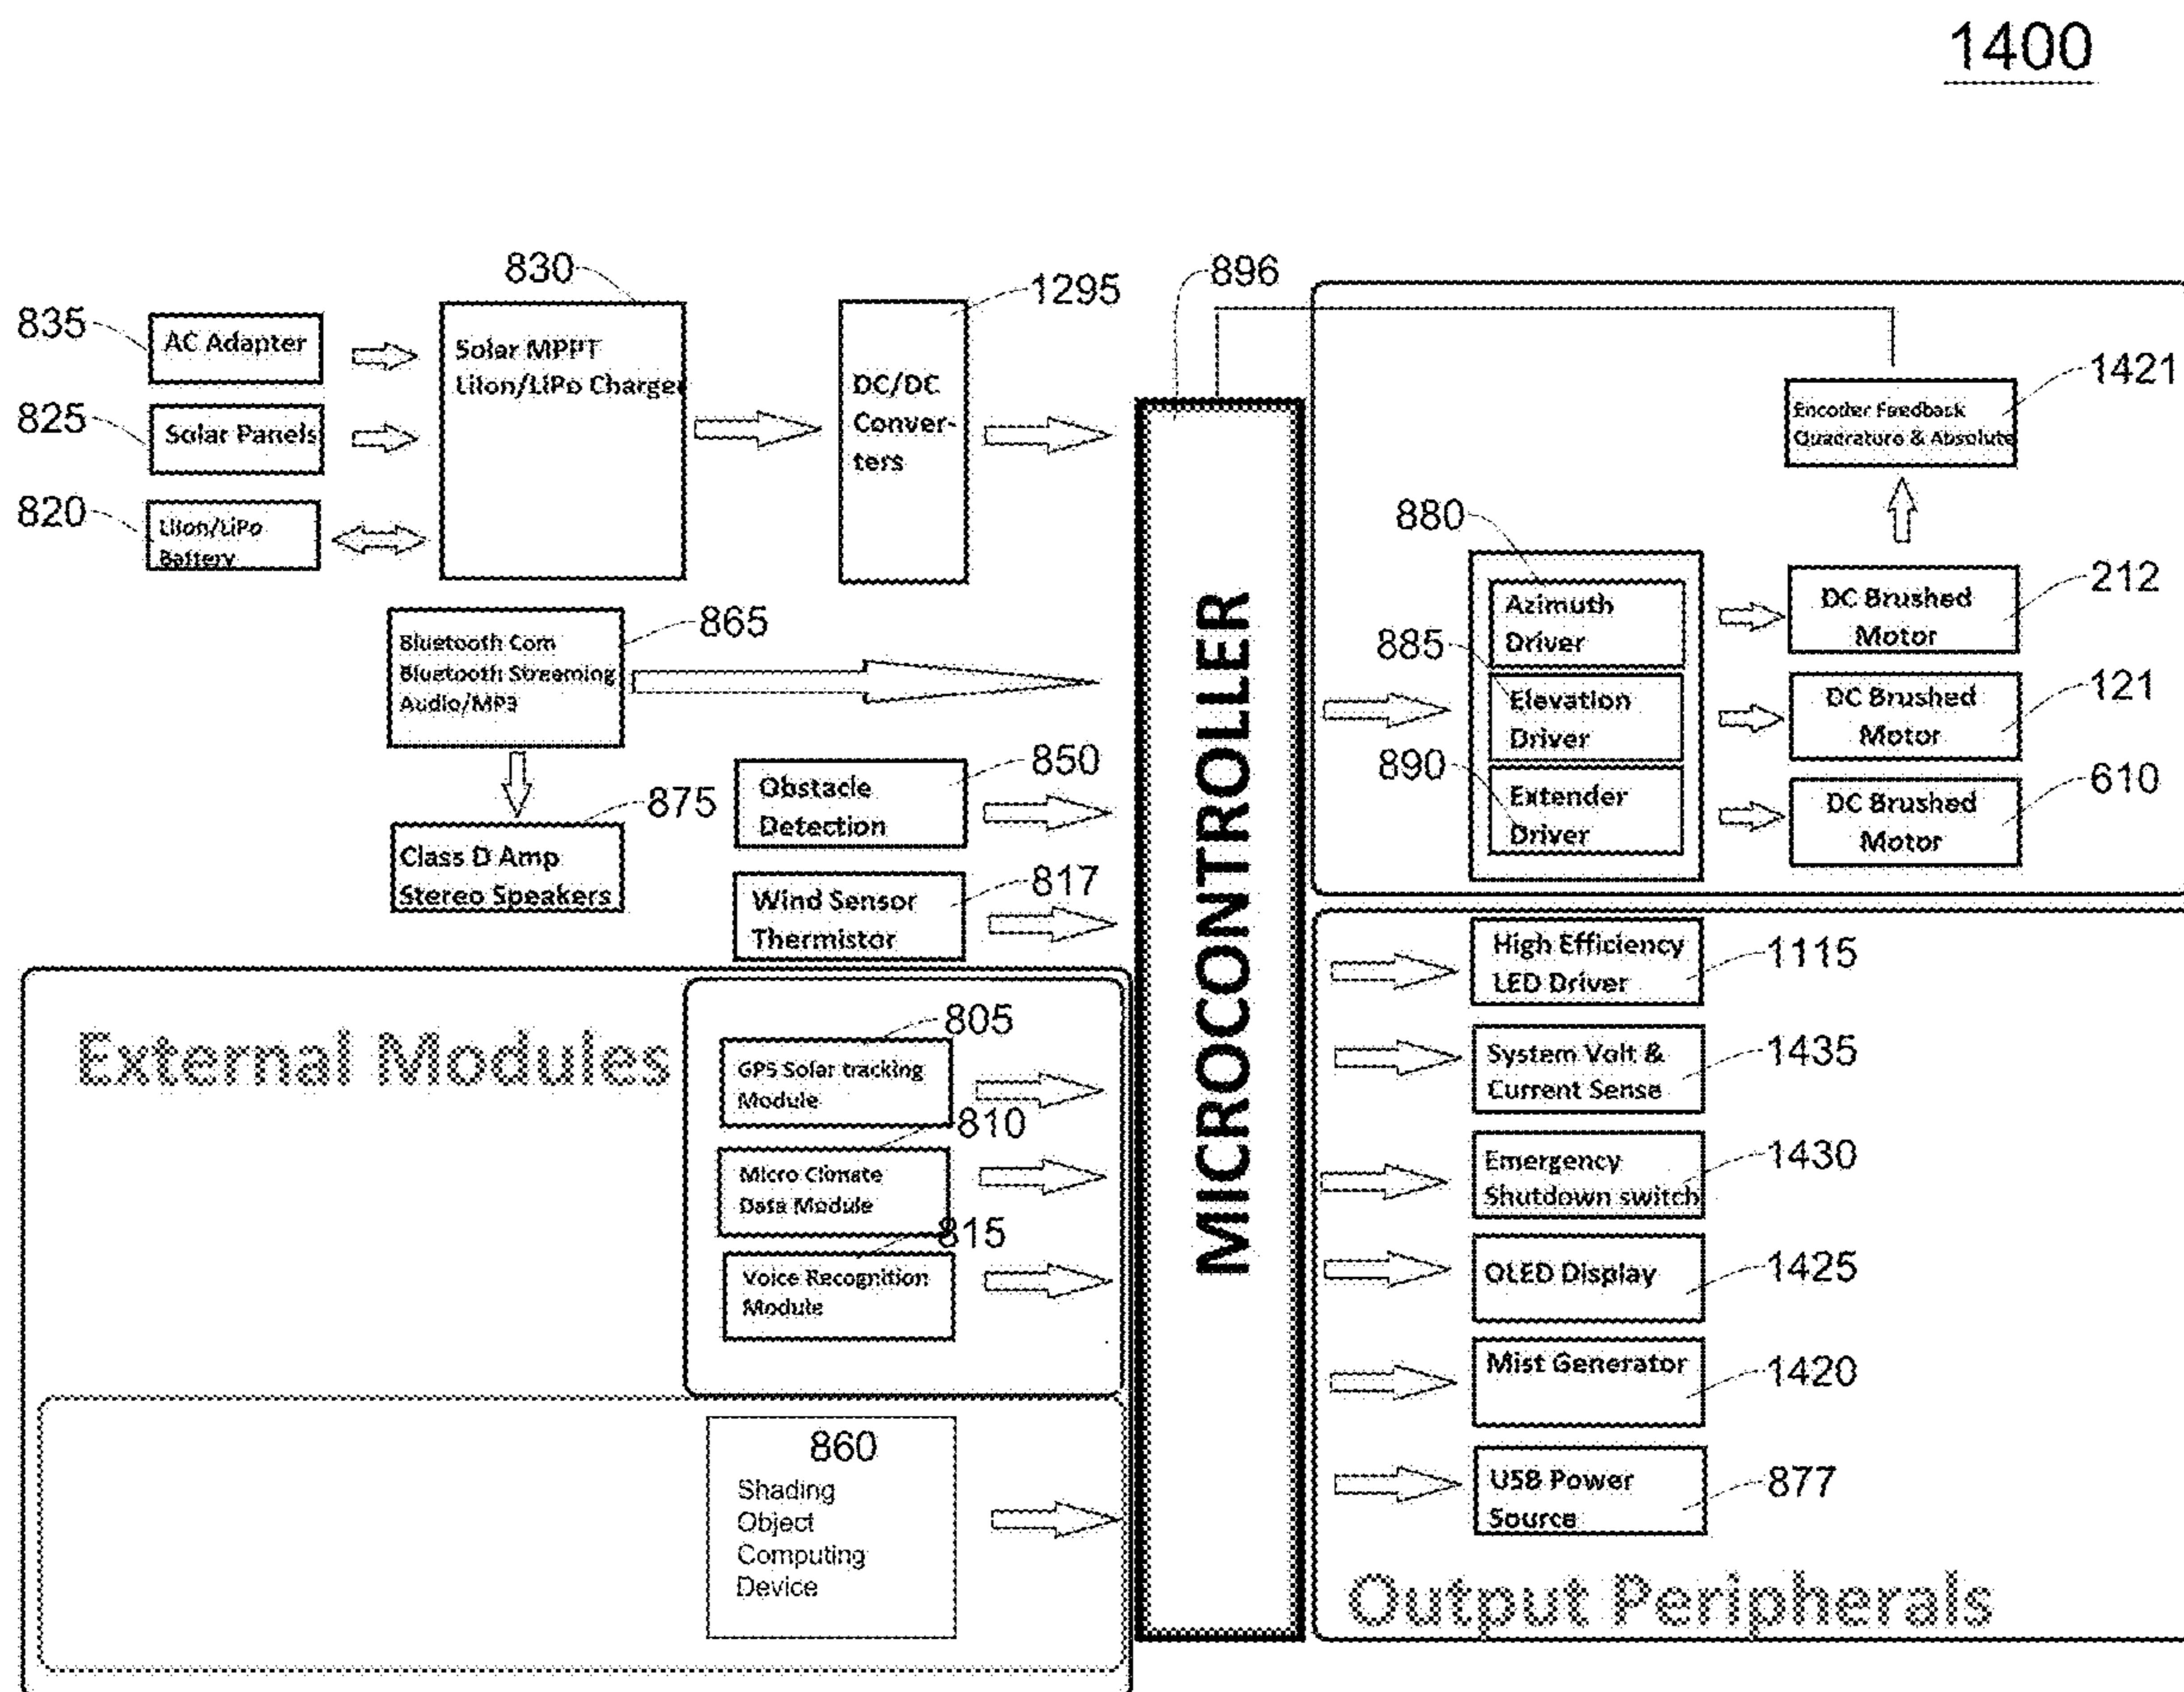 1400
830
896
1295
835
AC Adapter
Solar MPPT
LiIon/LiPo Charger
DC/DC
Conver-
ters
825
Solar Panels
820
LiIon/LiPo
Battery
1421
Encoder Feedback
Quadrature & Absolute
865
Bluetooth Com
Bluetooth Streaming
Audio/MP3
875
Class D Amp
Stereo Speakers
850
Obstacle
Detection
817
Wind Sensor
Thermistor
MICROCONTROLLER
880
Azimuth
Driver
212
DC Brushed
Motor
885
Elevation
Driver
121
DC Brushed
Motor
890
Extender
Driver
610
DC Brushed
Motor
External Modules
805
GPS Solar tracking
Module
810
Micro Climate
Data Module
815
Voice Recognition
Module
860
Shading
Object
Computing
Device
High Efficiency
LED Driver
1115
System Volt &
Current Sense
1435
Emergency
Shutdown switch
1430
OLED Display
1425
Mist Generator
1420
USB Power
Source
877
Output Peripherals